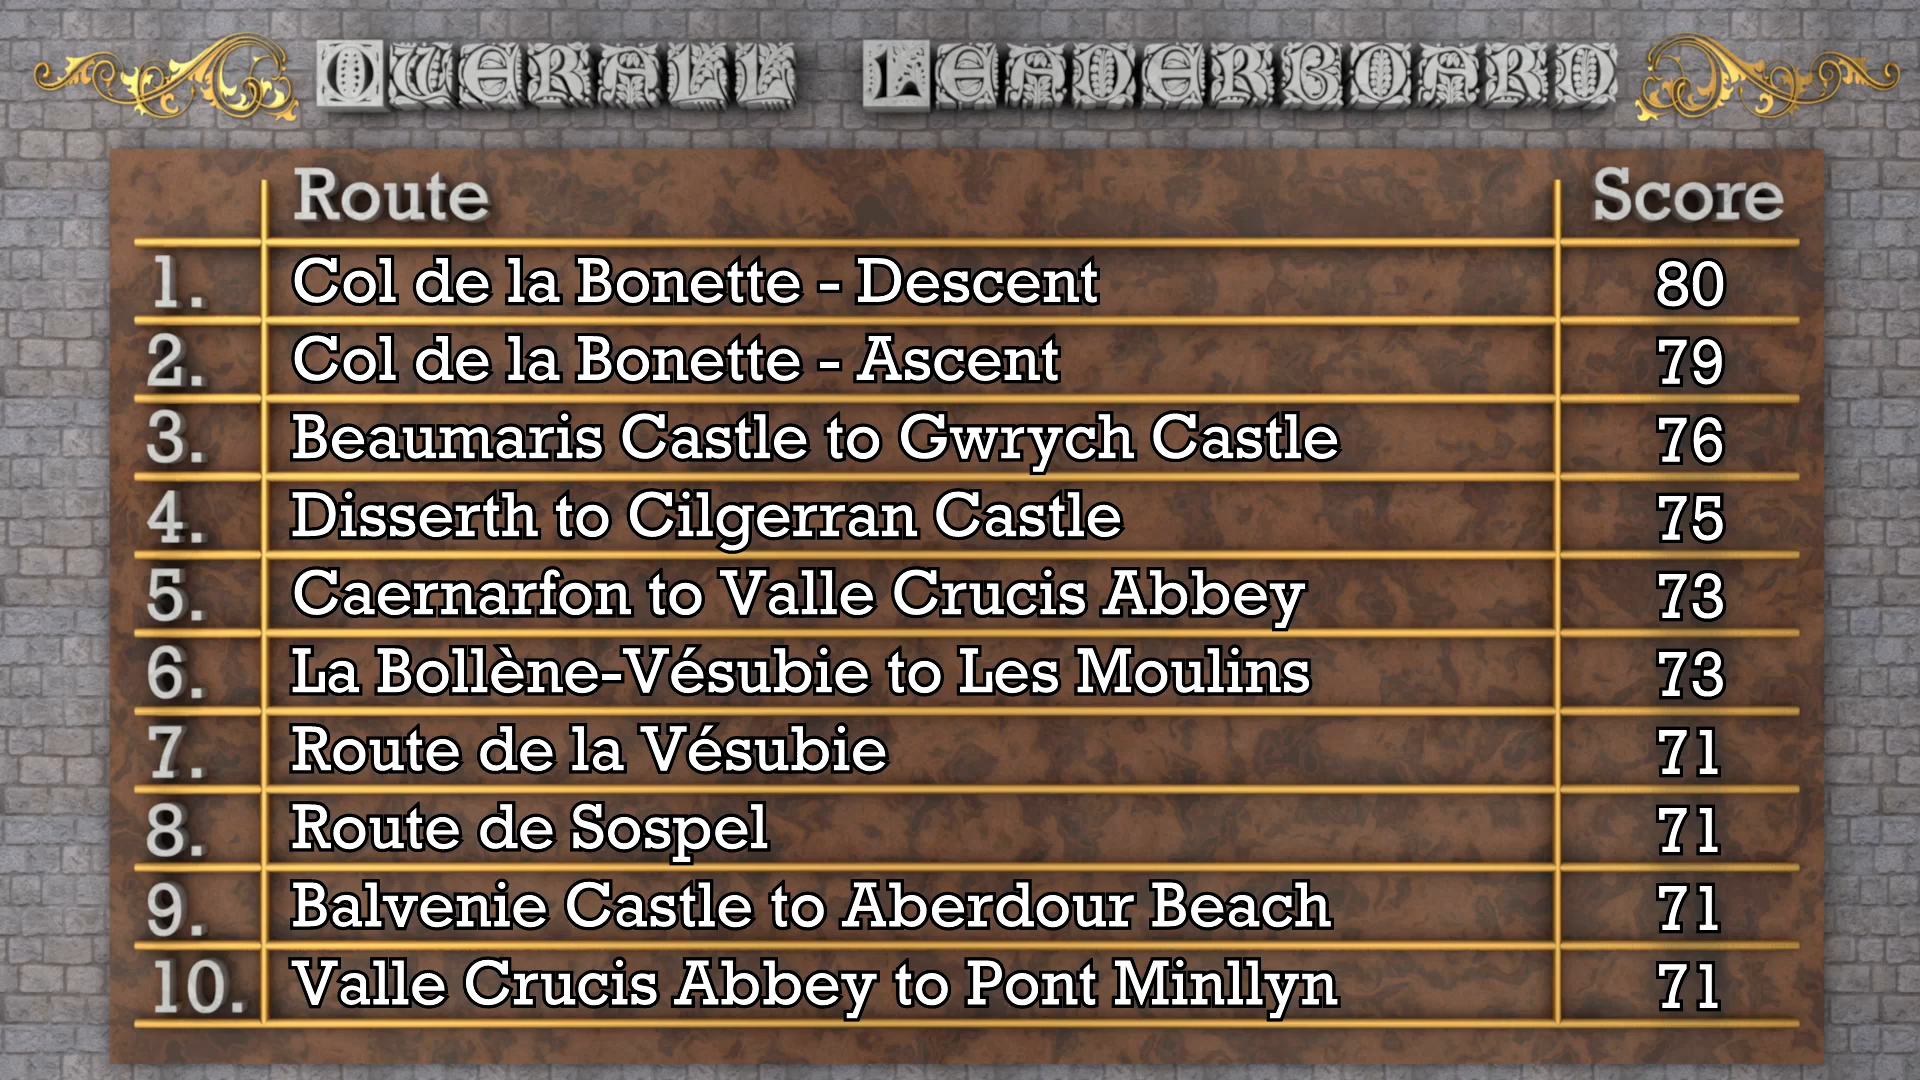 Overall Leaderboard
Route Score
1. Col de la Bonette - Descent 80
2. Col de la Bonette - Ascent 79
3. Beaumaris Castle to Gwrych Castle 76
4. Disserth to Cilgerran Castle 75
5. Caernarfon to Valle Crucis Abbey 73
6. La Bollène-Vésubie to Les Moulins 73
7. Route de la Vésubie 71
8. Route de Sospel 71
9. Balvenie Castle to Aberdour Beach 71
10. Valle Crucis Abbey to Pont Minllyn 71